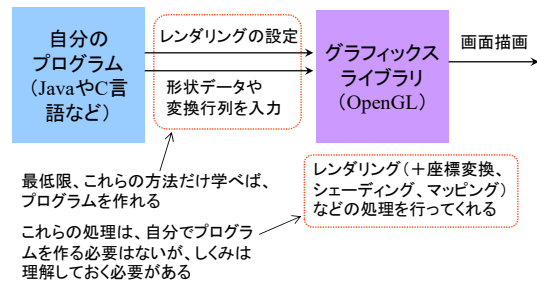 自分の
プログラム
（JavaやC言
語など）
レンダリングの設定
形状データや
変換行列を入力
グラフィックス
ライブラリ
（OpenGL）
画面描画
最低限、これらの方法だけ学べば、
プログラムを作れる
レンダリング（＋座標変換、
シェーディング、マッピング）
などの処理を行ってくれる
これらの処理は、自分でプログラ
ムを作る必要はないが、しくみは
理解しておく必要がある